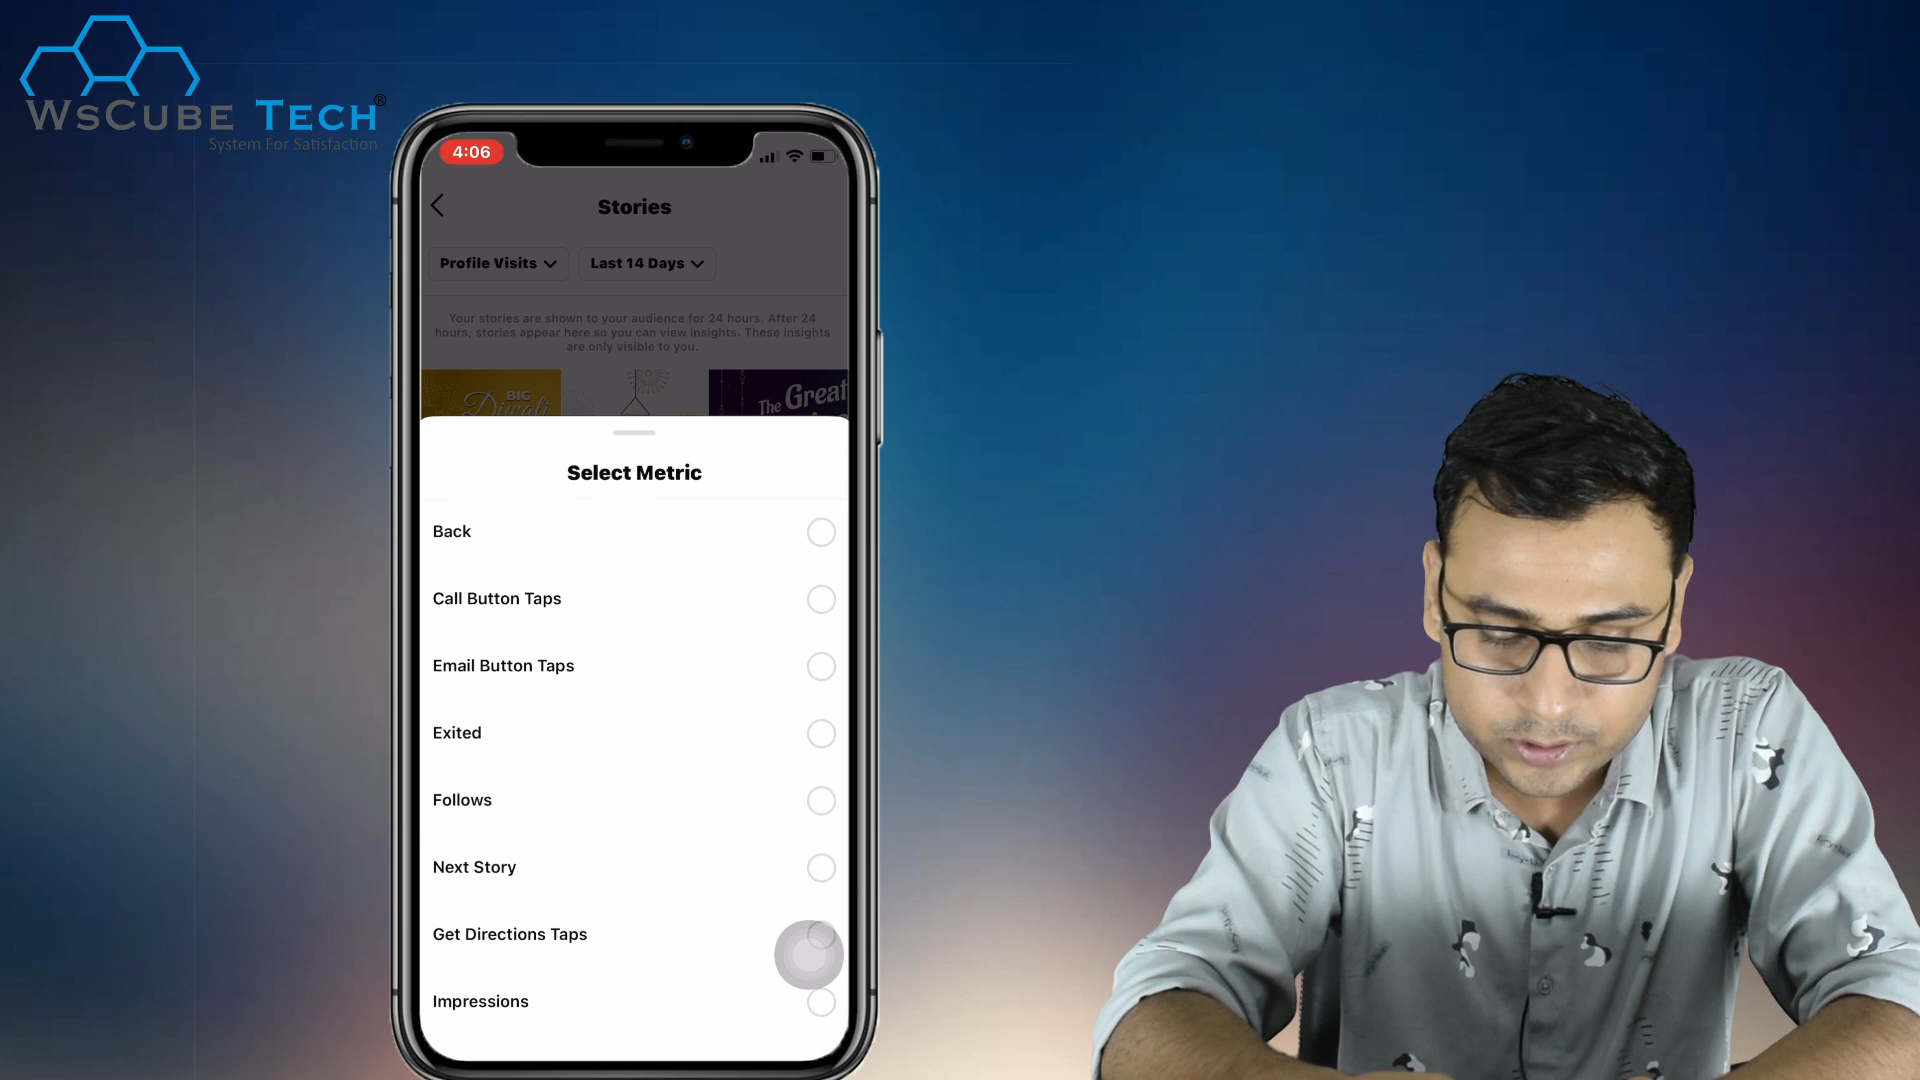 WsCube Tech®
System For Satisfaction
4:06
Stories
Profile Visits
Last 14 Days
Your stories are shown to your audience for 24 hours. After 24
hours, stories appear here so you can view insights. These insights
are only visible to you.
BIG
Diwali
The Great
Select Metric
Back
Call Button Taps
Email Button Taps
Exited
Follows
Next Story
Get Directions Taps
Impressions